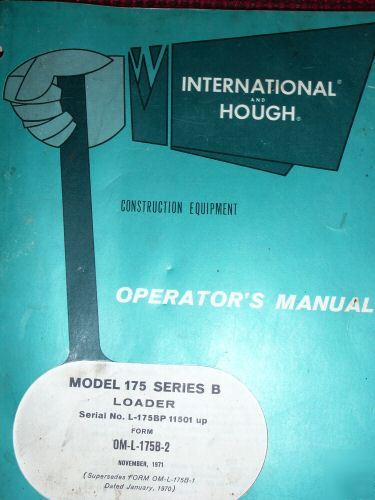 INTERNATIONAL®
AND
HOUGH®
CONSTRUCTION EQUIPMENT
OPERATOR'S MANUAL
MODEL 175 SERIES B
LOADER
Serial No. L-175BP 11501 up
FORM
OM-L-175B-2
NOVEMBER, 1971
(Supersedes FORM OM-L-175B-1
Dated January, 1970)